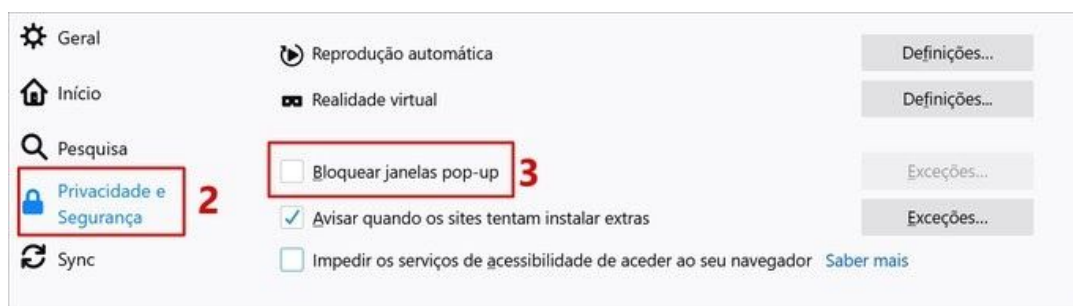 Geral
Início
Pesquisa
Privacidade e
Segurança
2
Sync
Reprodução automática Definições...
Realidade virtual Definições...
Bloquear janelas pop-up 3 Exceções...
Avisar quando os sites tentam instalar extras Exceções...
Impedir os serviços de acessibilidade de aceder ao seu navegador Saber mais